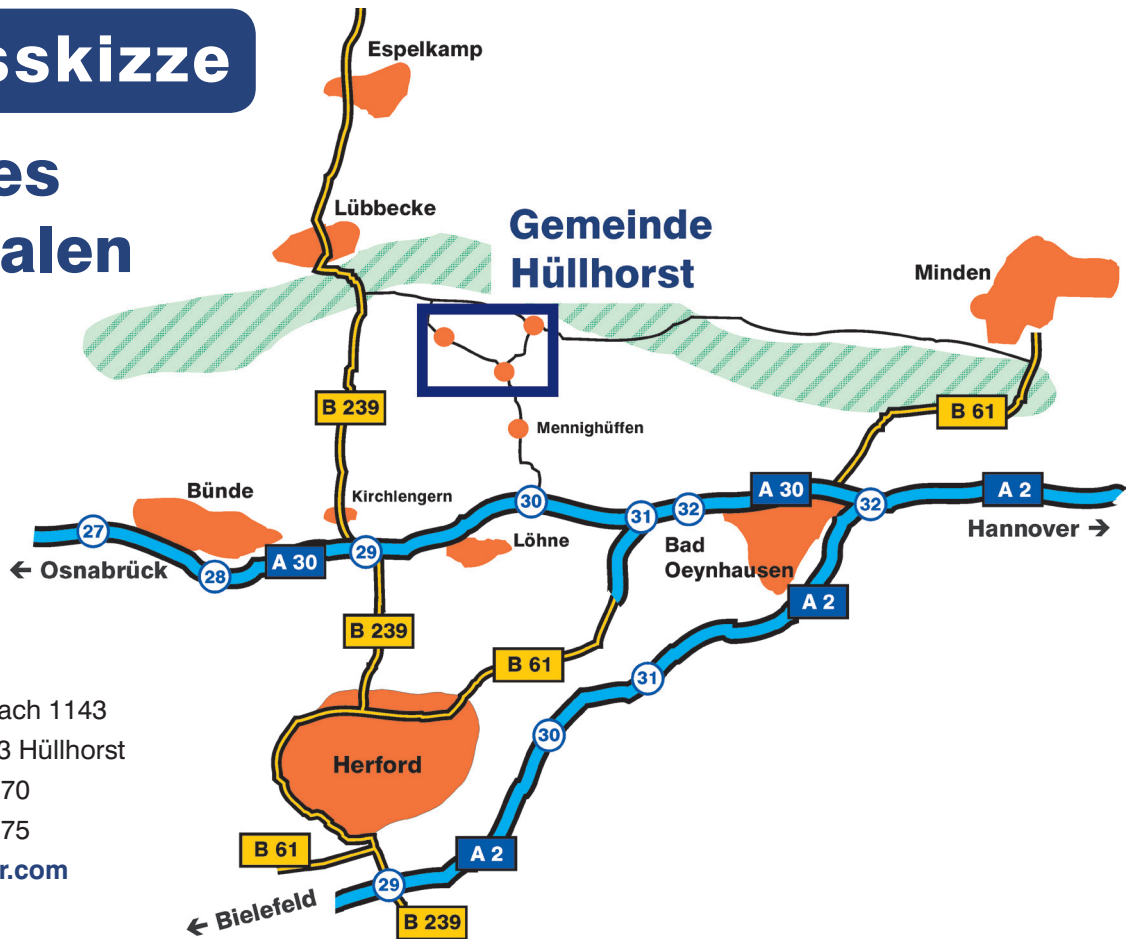 sskizze
es
alen
Espelkamp
Lübbecke
Gemeinde
Hüllhorst
Minden
B 239
B 61
Mennighüffen
Bünde
Kirchlengern
30
A 30
A 2
27
31
32
32
Hannover →
29
Löhne
Bad
Oeynhausen
← Osnabrück
28
A 30
A 2
B 239
B 61
31
ach 1143
3 Hüllhorst
70
75
r.com
30
Herford
B 61
A 2
29
← Bielefeld
B 239